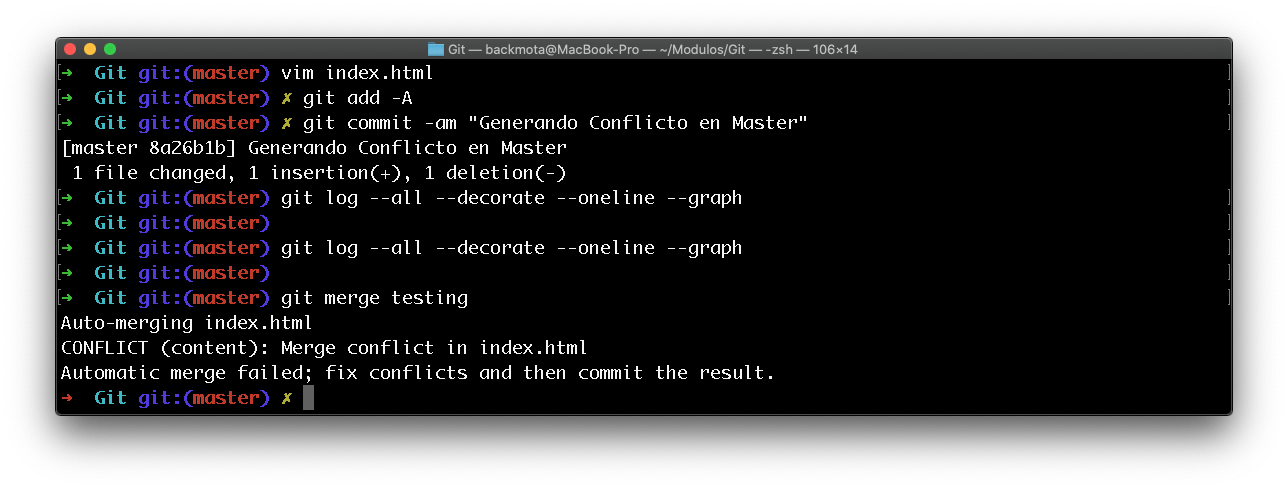 Git — backmota@MacBook-Pro — ~/Modulos/Git — -zsh — 106×14
[➜  Git git:(master) vim index.html ]
[➜  Git git:(master) ✗ git add -A ]
[➜  Git git:(master) ✗ git commit -am "Generando Conflicto en Master" ]
[master 8a26b1b] Generando Conflicto en Master
 1 file changed, 1 insertion(+), 1 deletion(-)
[➜  Git git:(master) git log --all --decorate --oneline --graph ]
[➜  Git git:(master) ]
[➜  Git git:(master) git log --all --decorate --oneline --graph ]
[➜  Git git:(master) ]
[➜  Git git:(master) git merge testing ]
Auto-merging index.html
CONFLICT (content): Merge conflict in index.html
Automatic merge failed; fix conflicts and then commit the result.
➜  Git git:(master) ✗